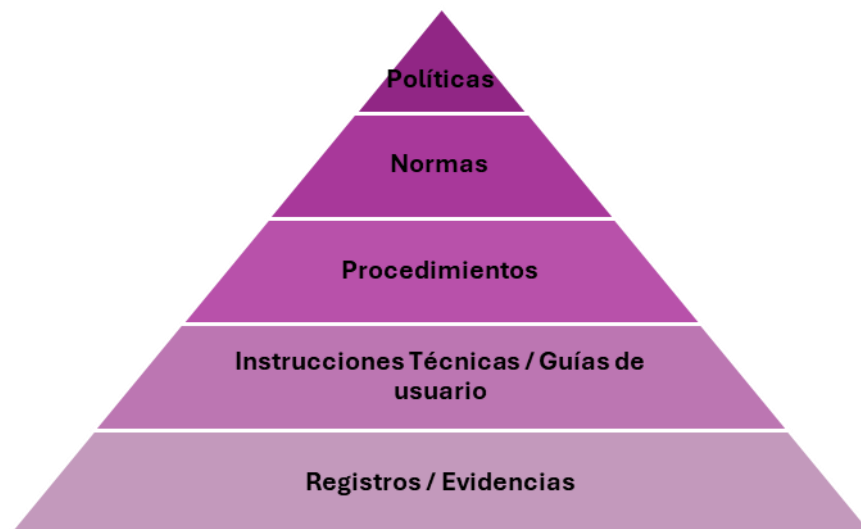 Políticas
Normas
Procedimientos
Instrucciones Técnicas / Guías de
usuario
Registros / Evidencias